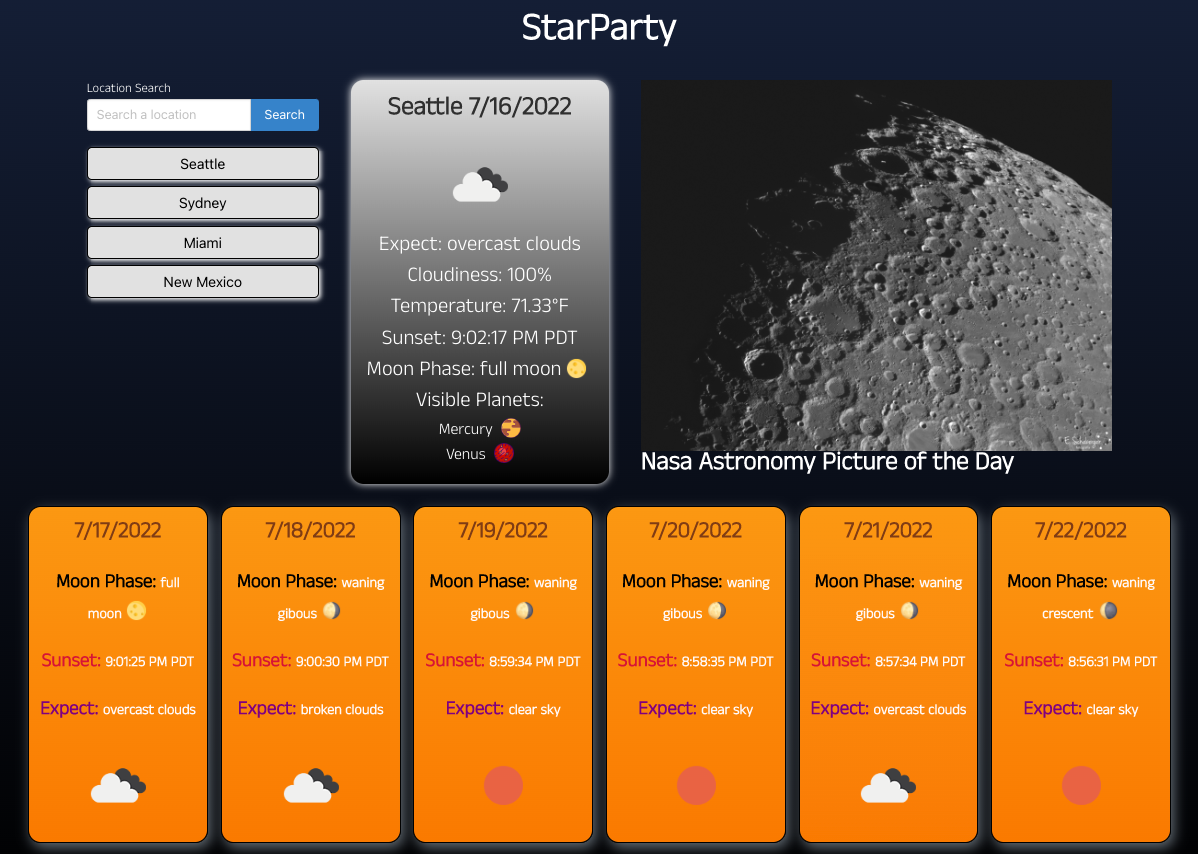 StarParty
Location Search
Search a location
Search
Seattle
Sydney
Miami
New Mexico
Seattle 7/16/2022
Expect: overcast clouds
Cloudiness: 100%
Temperature: 71.33°F
Sunset: 9:02:17 PM PDT
Moon Phase: full moon
Visible Planets:
Mercury
Venus
Nasa Astronomy Picture of the Day
7/17/2022
Moon Phase: full
moon
Sunset: 9:01:25 PM PDT
Expect: overcast clouds
7/18/2022
Moon Phase: waning
gibous
Sunset: 9:00:30 PM PDT
Expect: broken clouds
7/19/2022
Moon Phase: waning
gibous
Sunset: 8:59:34 PM PDT
Expect: clear sky
7/20/2022
Moon Phase: waning
gibous
Sunset: 8:58:35 PM PDT
Expect: clear sky
7/21/2022
Moon Phase: waning
gibous
Sunset: 8:57:34 PM PDT
Expect: overcast clouds
7/22/2022
Moon Phase: waning
crescent
Sunset: 8:56:31 PM PDT
Expect: clear sky